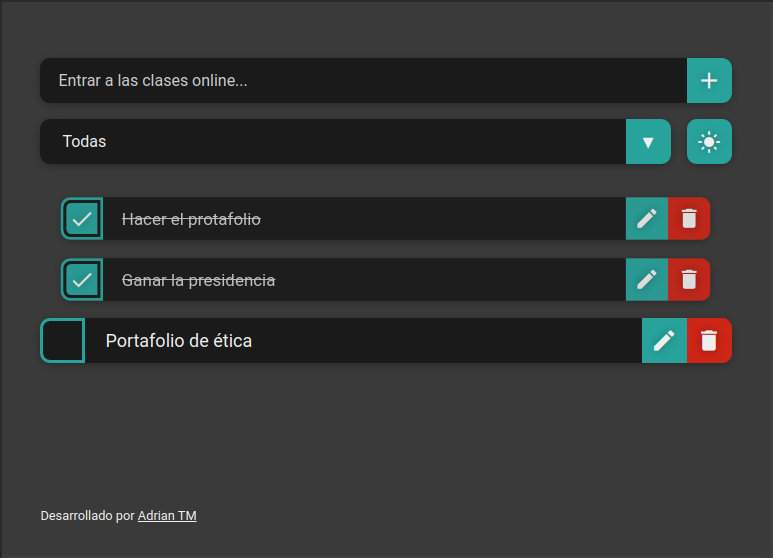 Entrar a las clases online...
Todas
Hacer el protafolio
Ganar la presidencia
Portafolio de ética
Desarrollado por Adrian TM